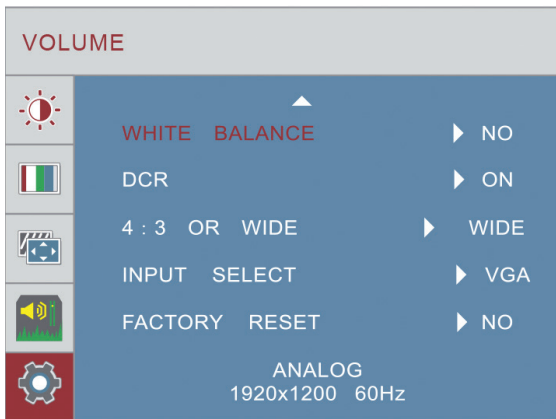 VOLUME
WHITE BALANCE NO
DCR ON
4 : 3 OR WIDE WIDE
INPUT SELECT VGA
FACTORY RESET NO
ANALOG
1920x1200 60Hz